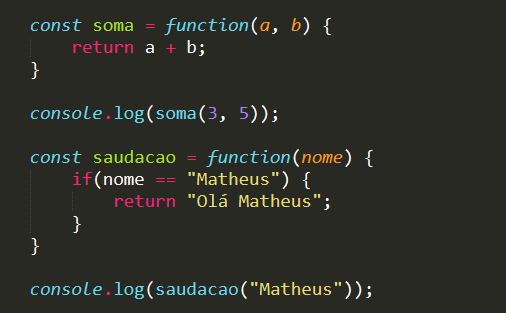 const soma = function(a, b) {
    return a + b;
}
console.log(soma(3, 5));
const saudacao = function(nome) {
    if(nome == "Matheus") {
        return "Olá Matheus";
    }
}
console.log(saudacao("Matheus"));